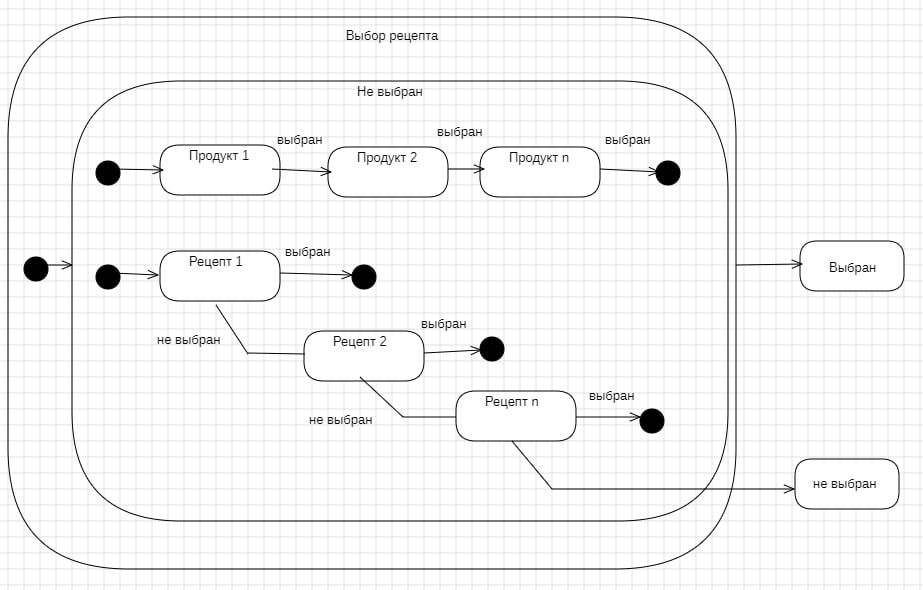 Выбор рецепта
Не выбран
выбран
выбран
выбран
Продукт 1
Продукт 2
Продукт n
выбран
Рецепт 1
Выбран
выбран
не выбран
Рецепт 2
выбран
Рецепт n
не выбран
не выбран